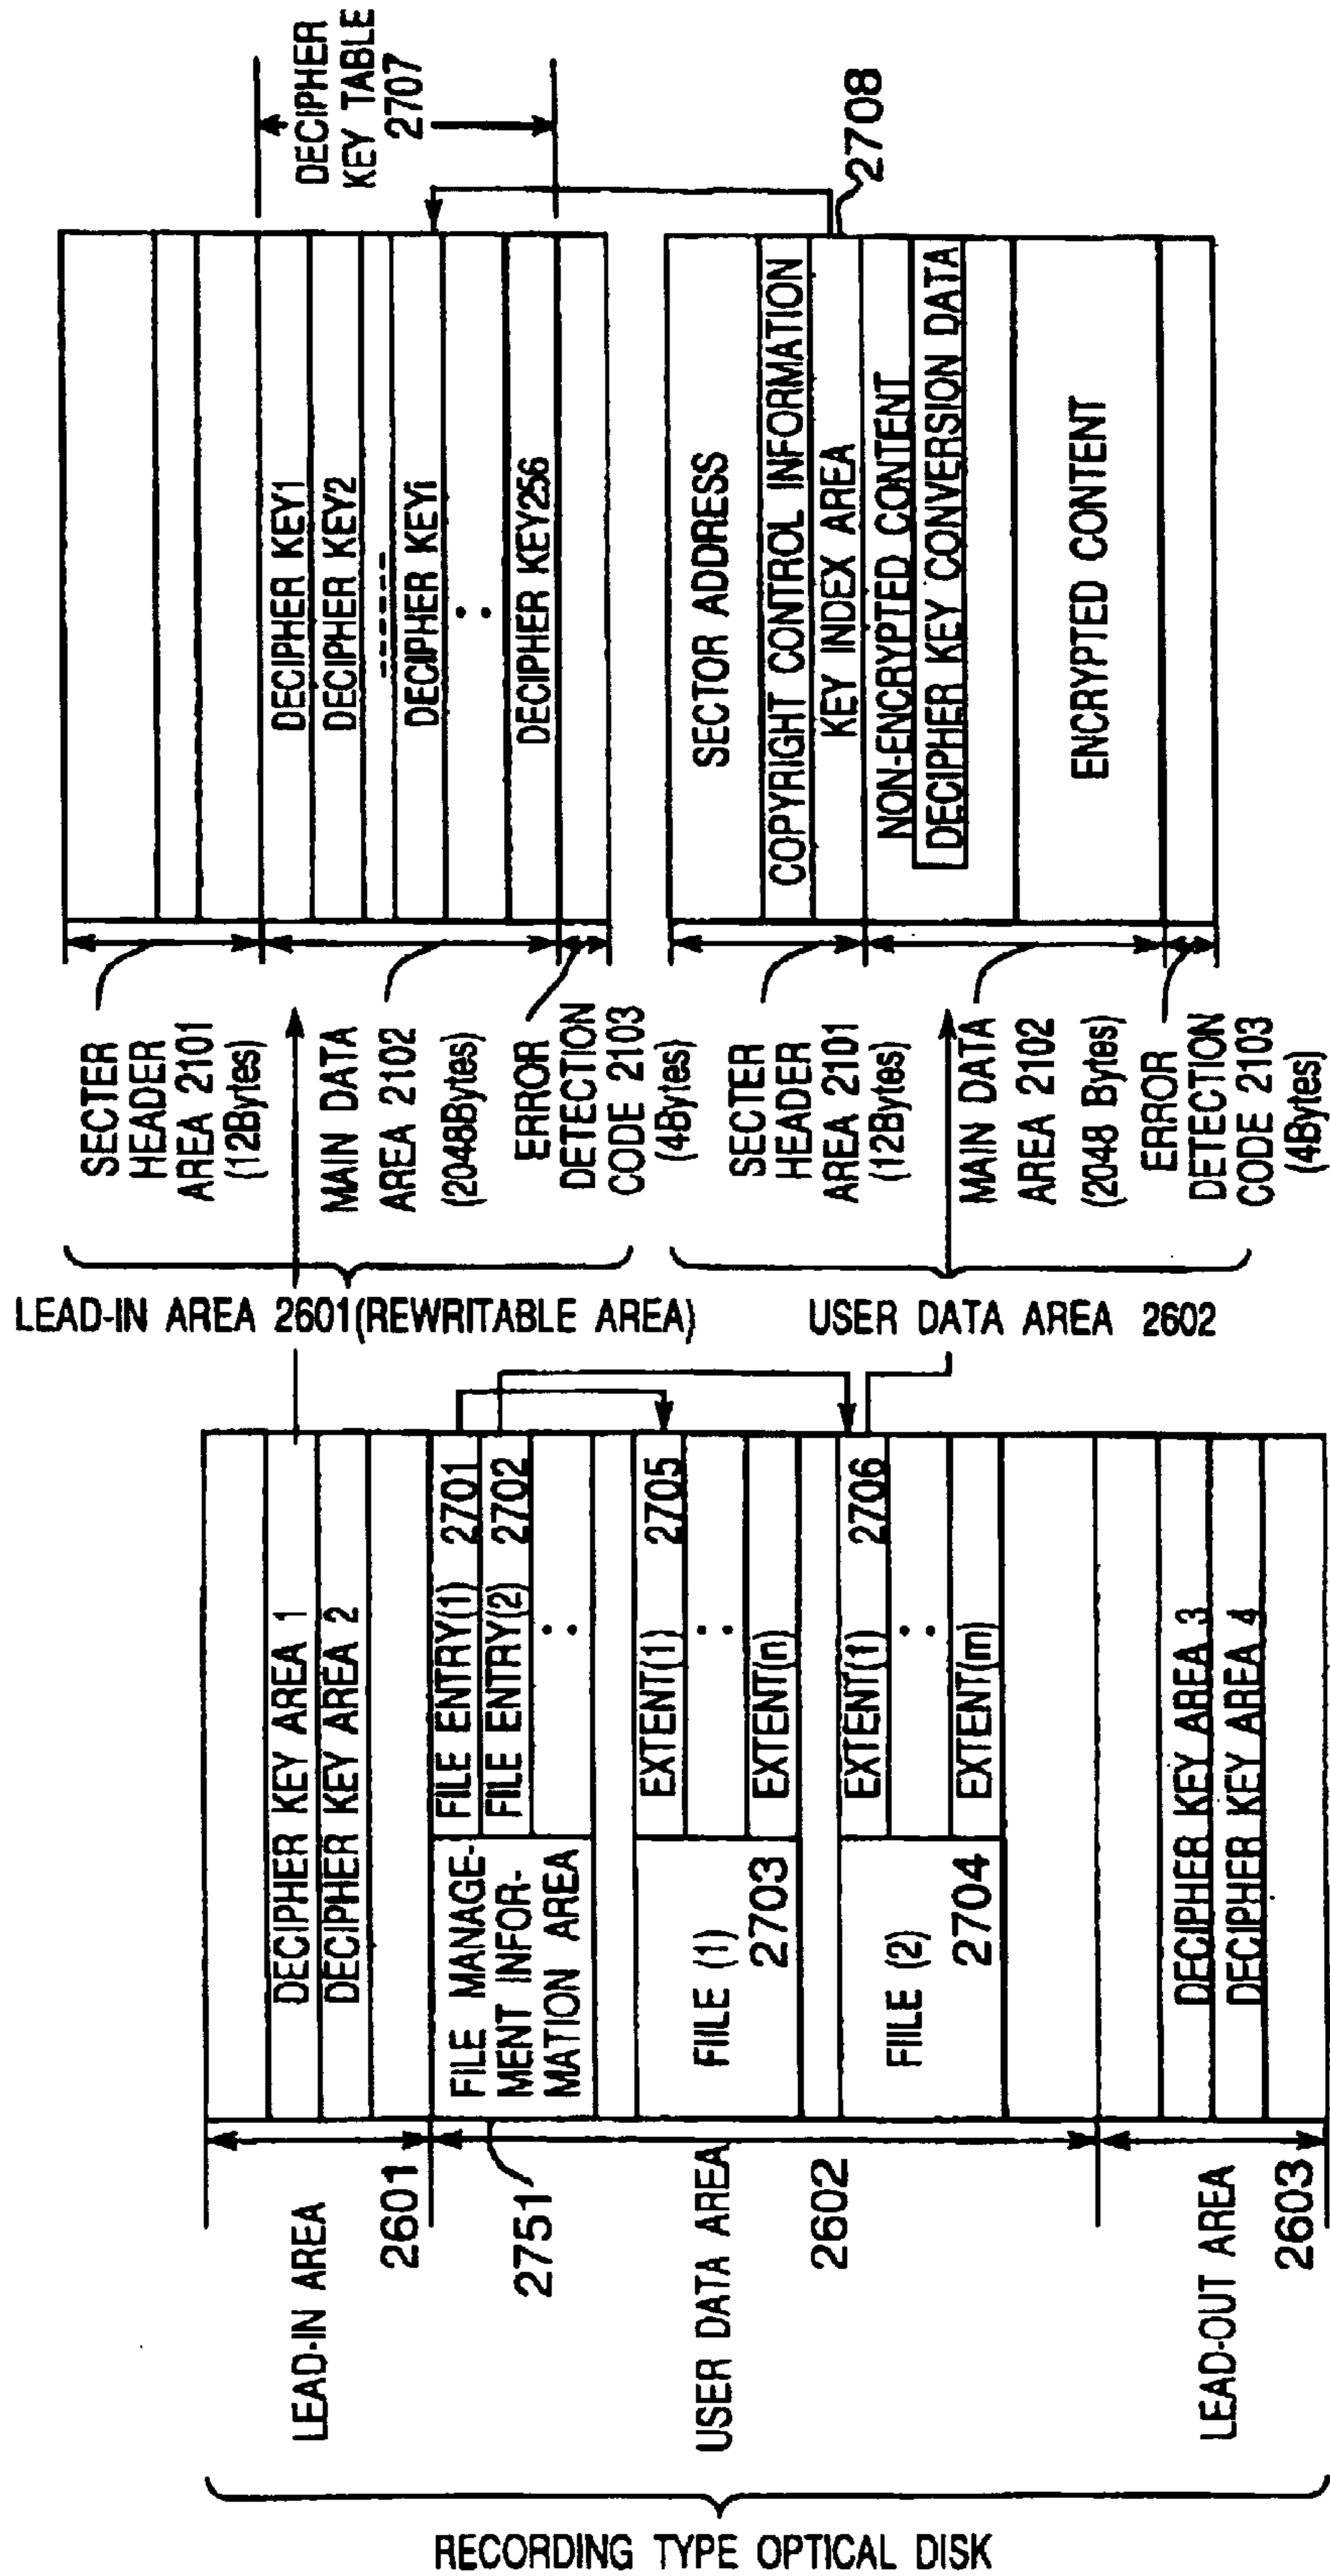 RECORDING TYPE OPTICAL DISK
LEAD-IN AREA
2601
USER DATA AREA
2602
LEAD-OUT AREA
2603
2751
DECIPHER KEY AREA 1
DECIPHER KEY AREA 2
FILE MANAGE-
MENT INFOR-
MATION AREA
FILE ENTRY(1) 2701
FILE ENTRY(2) 2702
..
FIILE (1)
2703
EXTENT(1) 2705
..
EXTENT(n)
FIILE (2)
2704
EXTENT(1) 2706
..
EXTENT(m)
DECIPHER KEY AREA 3
DECIPHER KEY AREA 4
LEAD-IN AREA 2601(REWRITABLE AREA)
SECTER
HEADER
AREA 2101
(12Bytes)
MAIN DATA
AREA 2102
(2048Bytes)
ERROR
DETECTION
CODE 2103
(4Bytes)
DECIPHER KEY1
DECIPHER KEY2
-----
DECIPHER KEYi
..
DECIPHER KEY256
DECIPHER
KEY TABLE
2707
USER DATA AREA 2602
SECTER
HEADER
AREA 2101
(12Bytes)
MAIN DATA
AREA 2102
(2048 Bytes)
ERROR
DETECTION
CODE 2103
(4Bytes)
SECTOR ADDRESS
COPYRIGHT CONTROL INFORMATION
KEY INDEX AREA
NON-ENCRYPTED CONTENT
DECIPHER KEY CONVERSION DATA
ENCRYPTED CONTENT
2708